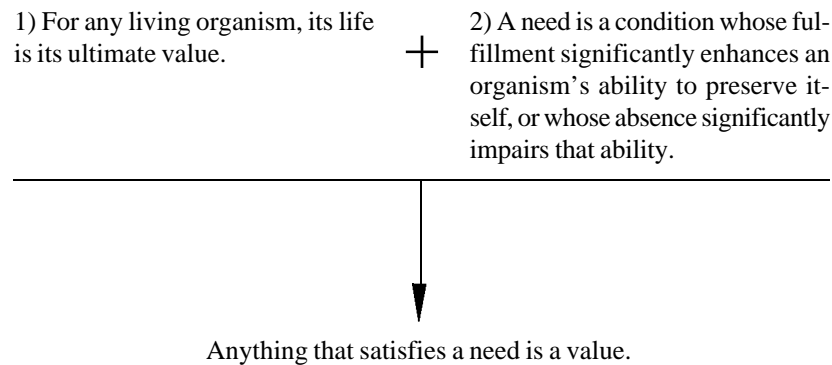 1) For any living organism, its life
is its ultimate value.
+
2) A need is a condition whose ful-
fillment significantly enhances an
organism's ability to preserve it-
self, or whose absence significantly
impairs that ability.
Anything that satisfies a need is a value.